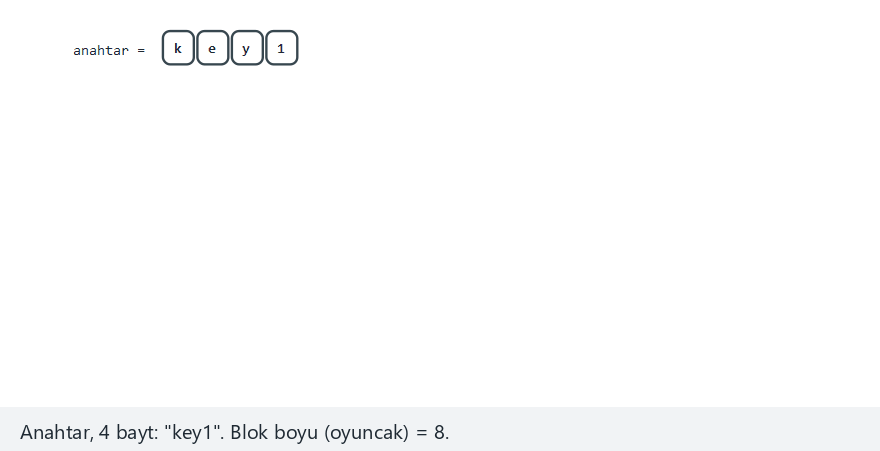 anahtar = k e y 1
Anahtar, 4 bayt: "key1". Blok boyu (oyuncak) = 8.